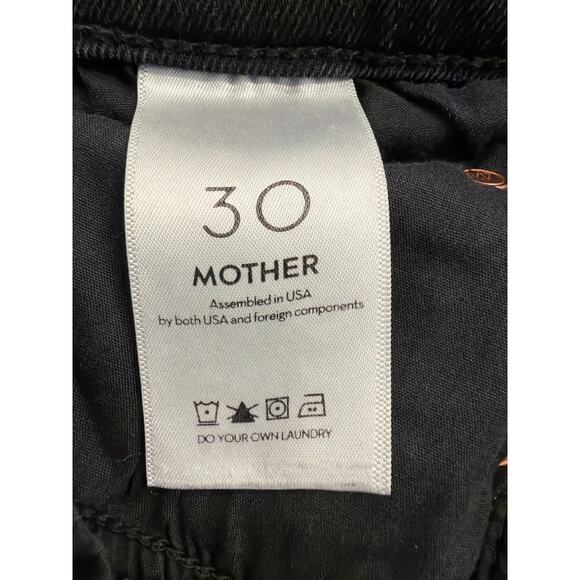 30
MOTHER
Assembled in USA
by both USA and foreign components
DO YOUR OWN LAUNDRY